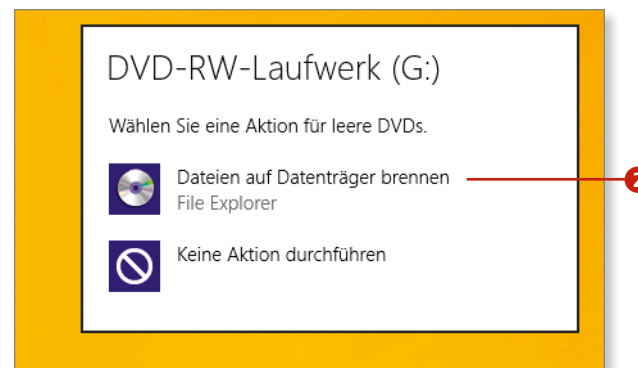 DVD-RW-Laufwerk (G:)
Wählen Sie eine Aktion für leere DVDs.
Dateien auf Datenträger brennen
File Explorer
2
Keine Aktion durchführen